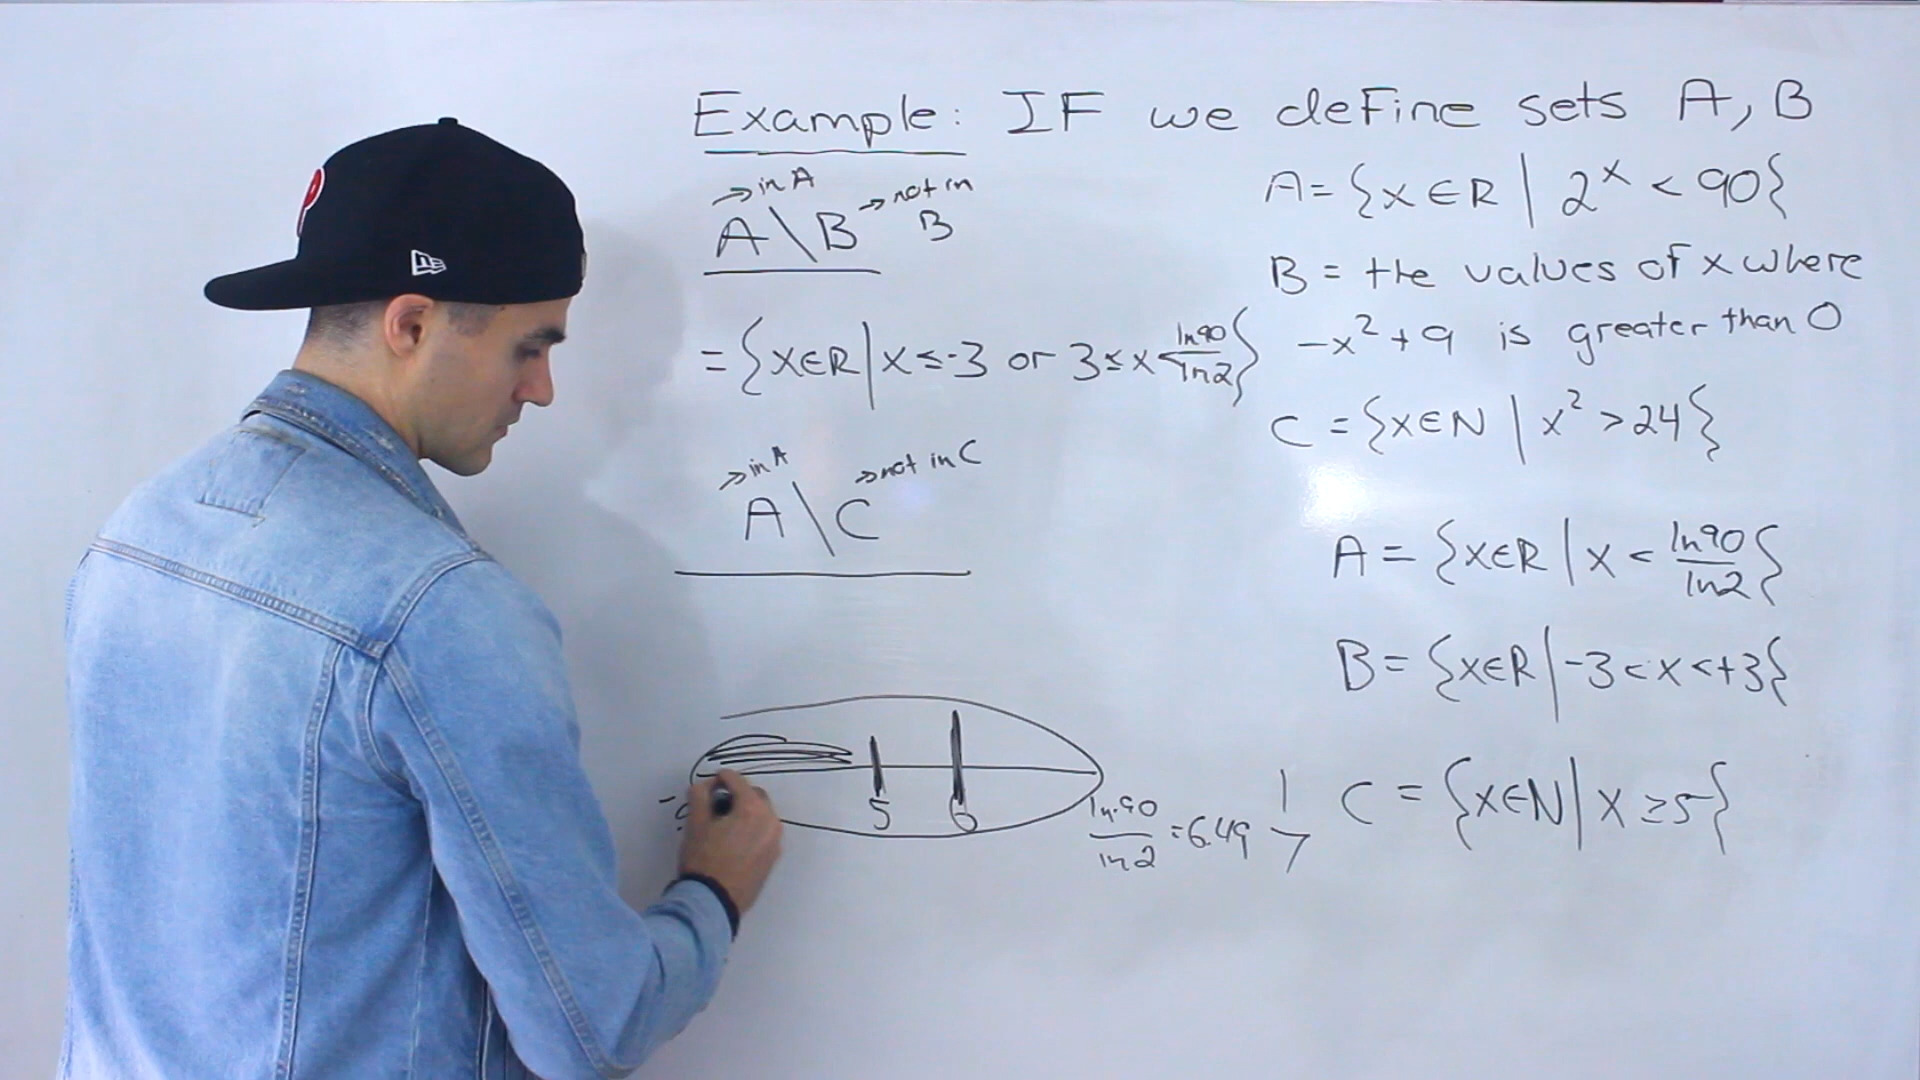 Example: IF we define sets A, B
→ in A
A\B → not in B
= {x∈R | x ≤ -3 or 3 ≤ x < ln90/ln2}
→ in A → not in C
A\C
5 6
ln90/ln2 = 6.49
7
A = {x∈R | 2^x < 90}
B = the values of x where
-x² + 9 is greater than 0
C = {x∈N | x² > 24}
A = {x∈R | x < ln90/ln2}
B = {x∈R | -3 < x < +3}
C = {x∈N | x ≥ 5}
P